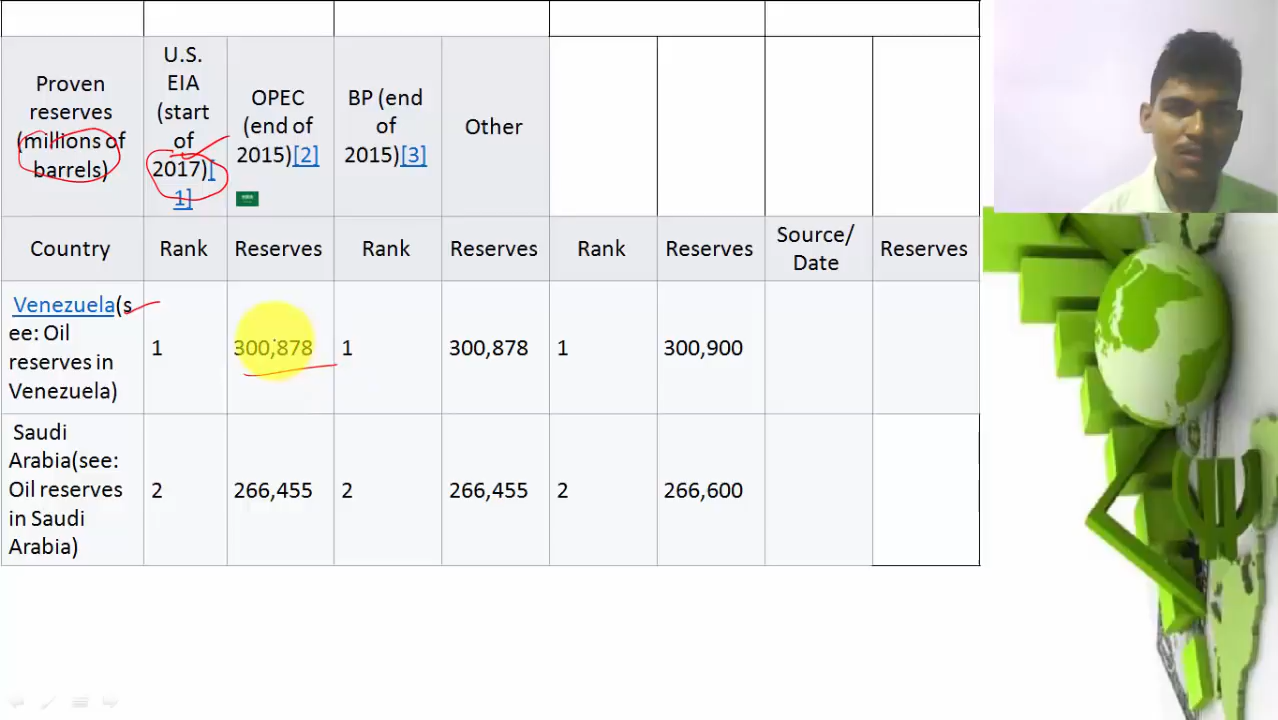 Proven
reserves
(millions of
barrels)
U.S.
EIA
(start
of
2017)[
1]
OPEC
(end of
2015)[2]
BP (end
of
2015)[3]
Other
Country
Rank
Reserves
Rank
Reserves
Rank
Reserves
Source/
Date
Reserves
Venezuela(s
ee: Oil
reserves in
Venezuela)
1
300,878
1
300,878
1
300,900
Saudi
Arabia(see:
Oil reserves
in Saudi
Arabia)
2
266,455
2
266,455
2
266,600